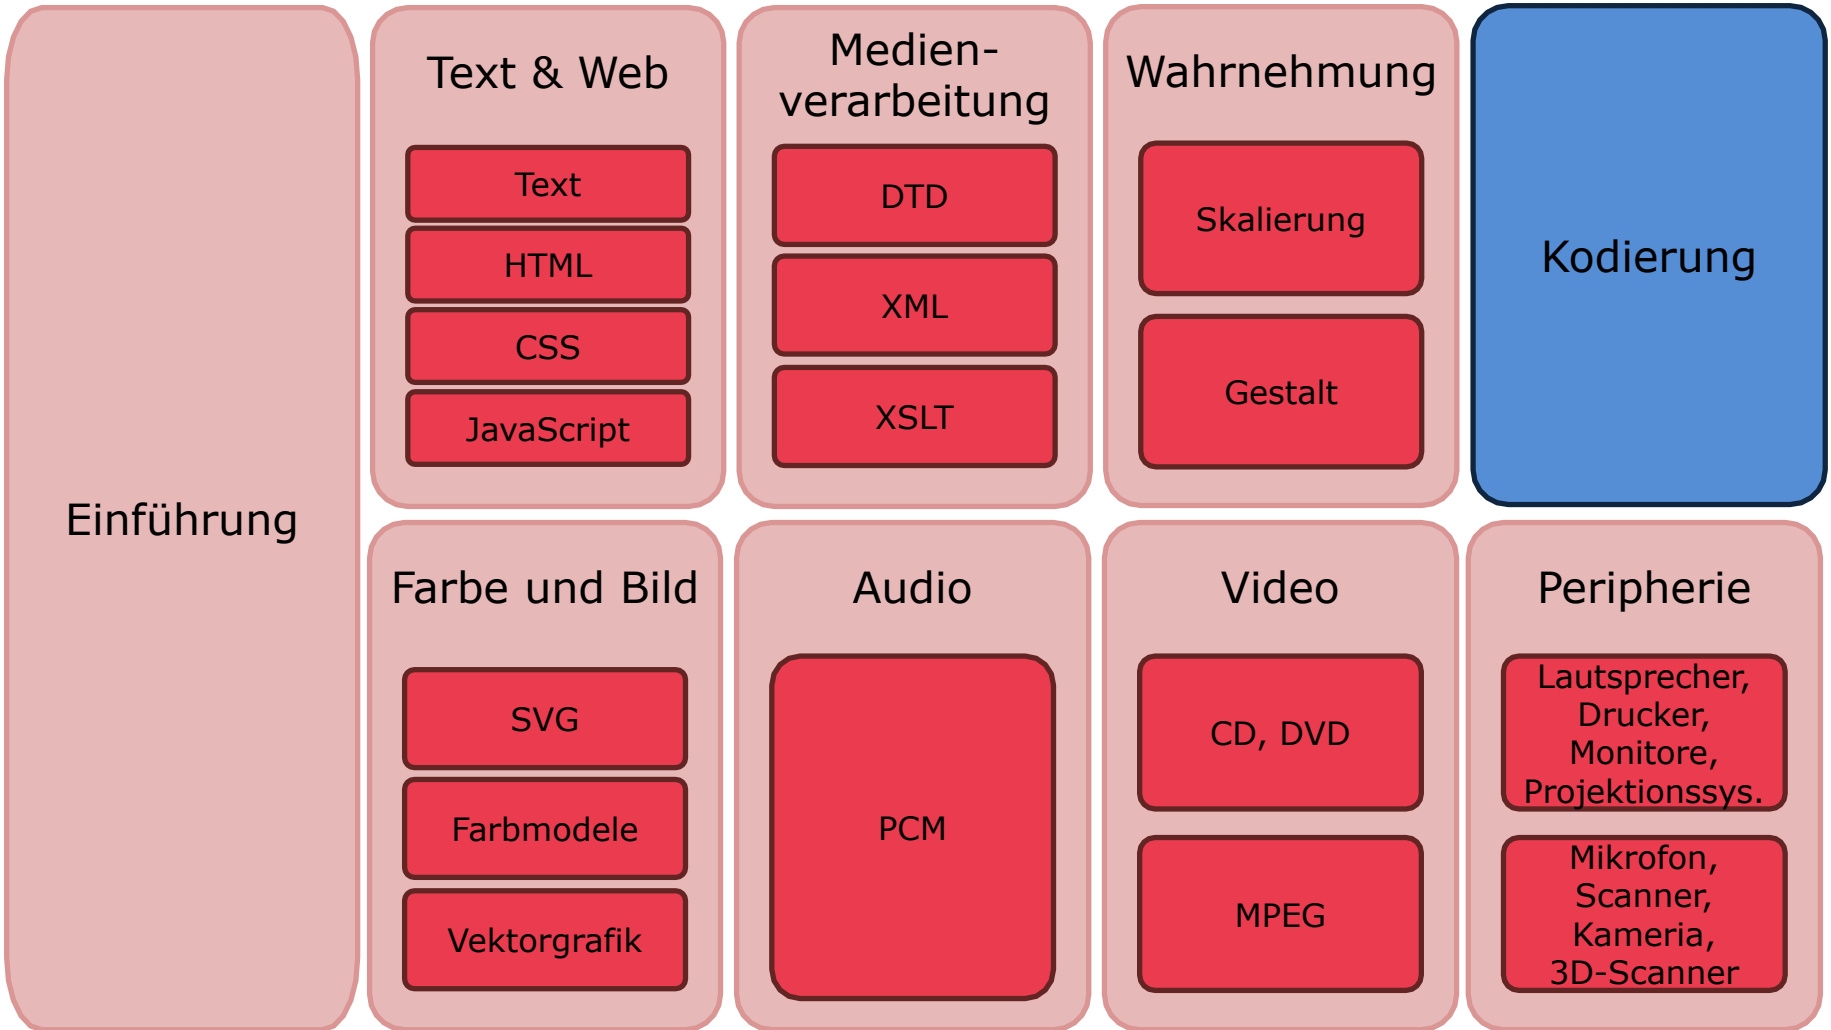 Einführung
Text & Web
Text
HTML
CSS
JavaScript
Medien-
verarbeitung
DTD
XML
XSLT
Wahrnehmung
Skalierung
Gestalt
Kodierung
Farbe und Bild
SVG
Farbmodele
Vektorgrafik
Audio
PCM
Video
CD, DVD
MPEG
Peripherie
Lautsprecher,
Drucker,
Monitore,
Projektionssys.
Mikrofon,
Scanner,
Kameria,
3D-Scanner